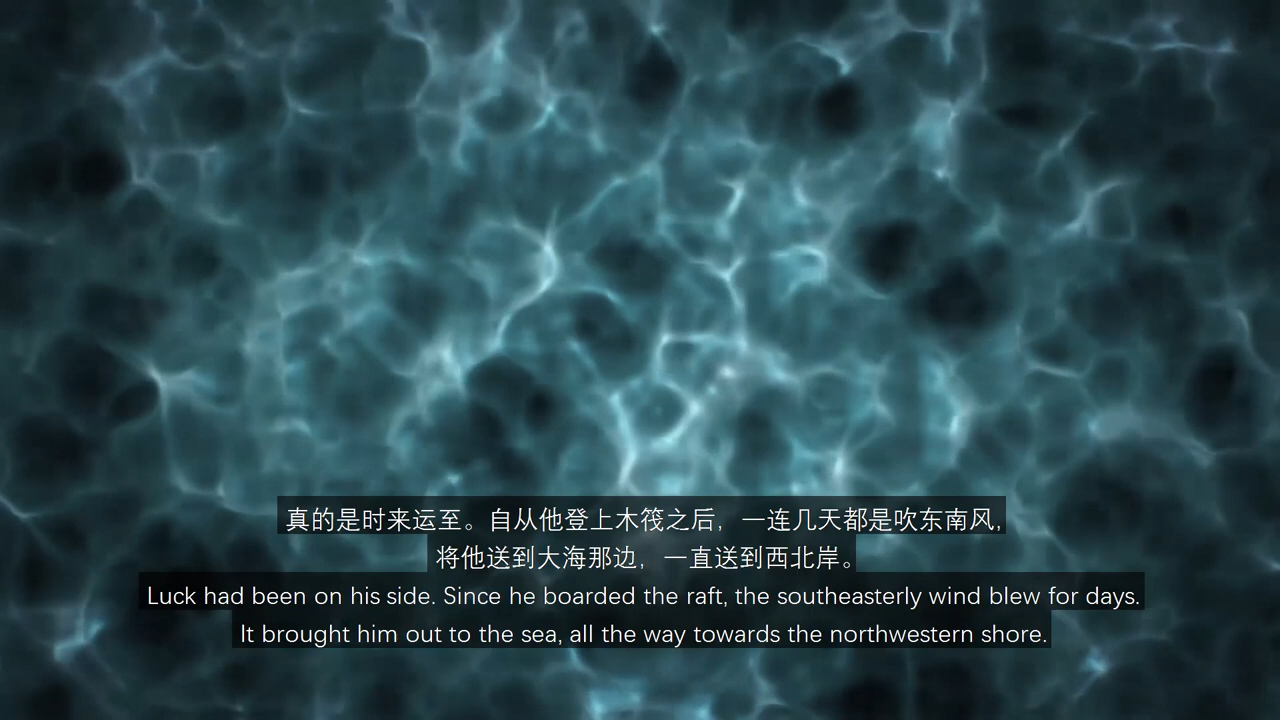 真的是时来运至。自从他登上木筏之后，一连几天都是吹东南风，
将他送到大海那边，一直送到西北岸。
Luck had been on his side. Since he boarded the raft, the southeasterly wind blew for days.
It brought him out to the sea, all the way towards the northwestern shore.